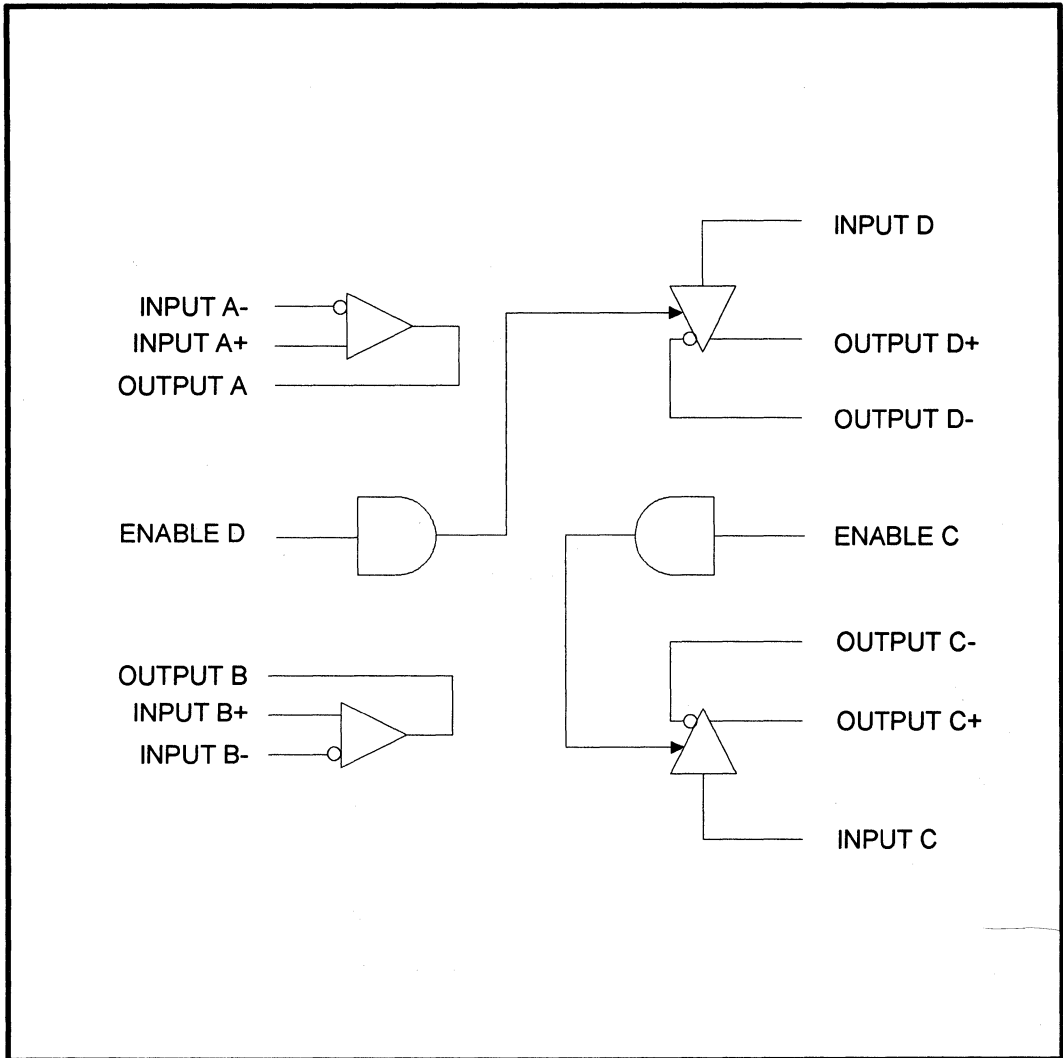 INPUT A-
INPUT A+
OUTPUT A
ENABLE D
OUTPUT B
INPUT B+
INPUT B-
INPUT D
OUTPUT D+
OUTPUT D-
ENABLE C
OUTPUT C-
OUTPUT C+
INPUT C